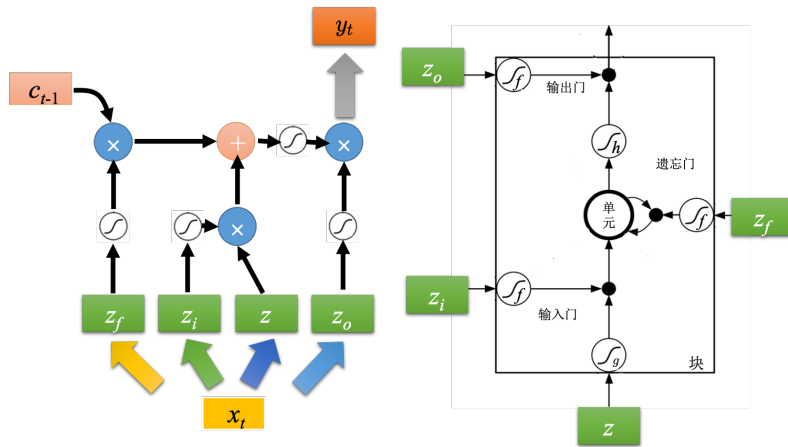 y_t
c_{t-1}
×
+
×
×
z_f
z_i
z
z_o
x_t
z_o
f
输出门
h
遗忘门
单
元
f
z_f
z_i
f
输入门
g
块
z